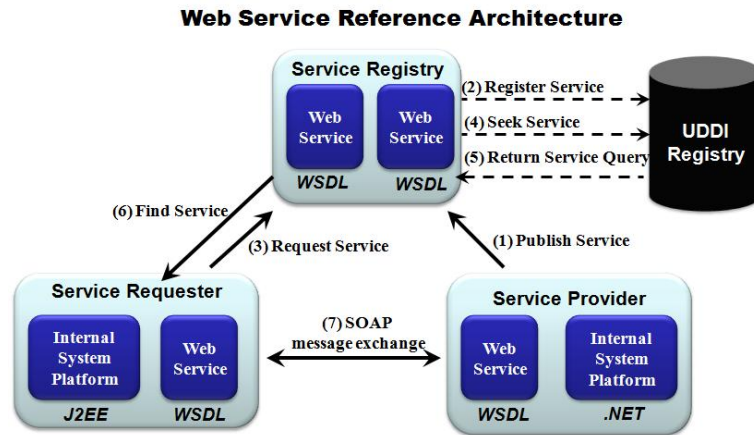 Web Service Reference Architecture
Service Registry
Web
Service
WSDL
Web
Service
WSDL
(2) Register Service
(4) Seek Service
(5) Return Service Query
UDDI
Registry
(6) Find Service
(3) Request Service
(1) Publish Service
Service Requester
Internal
System
Platform
J2EE
Web
Service
WSDL
(7) SOAP
message exchange
Service Provider
Web
Service
WSDL
Internal
System
Platform
.NET